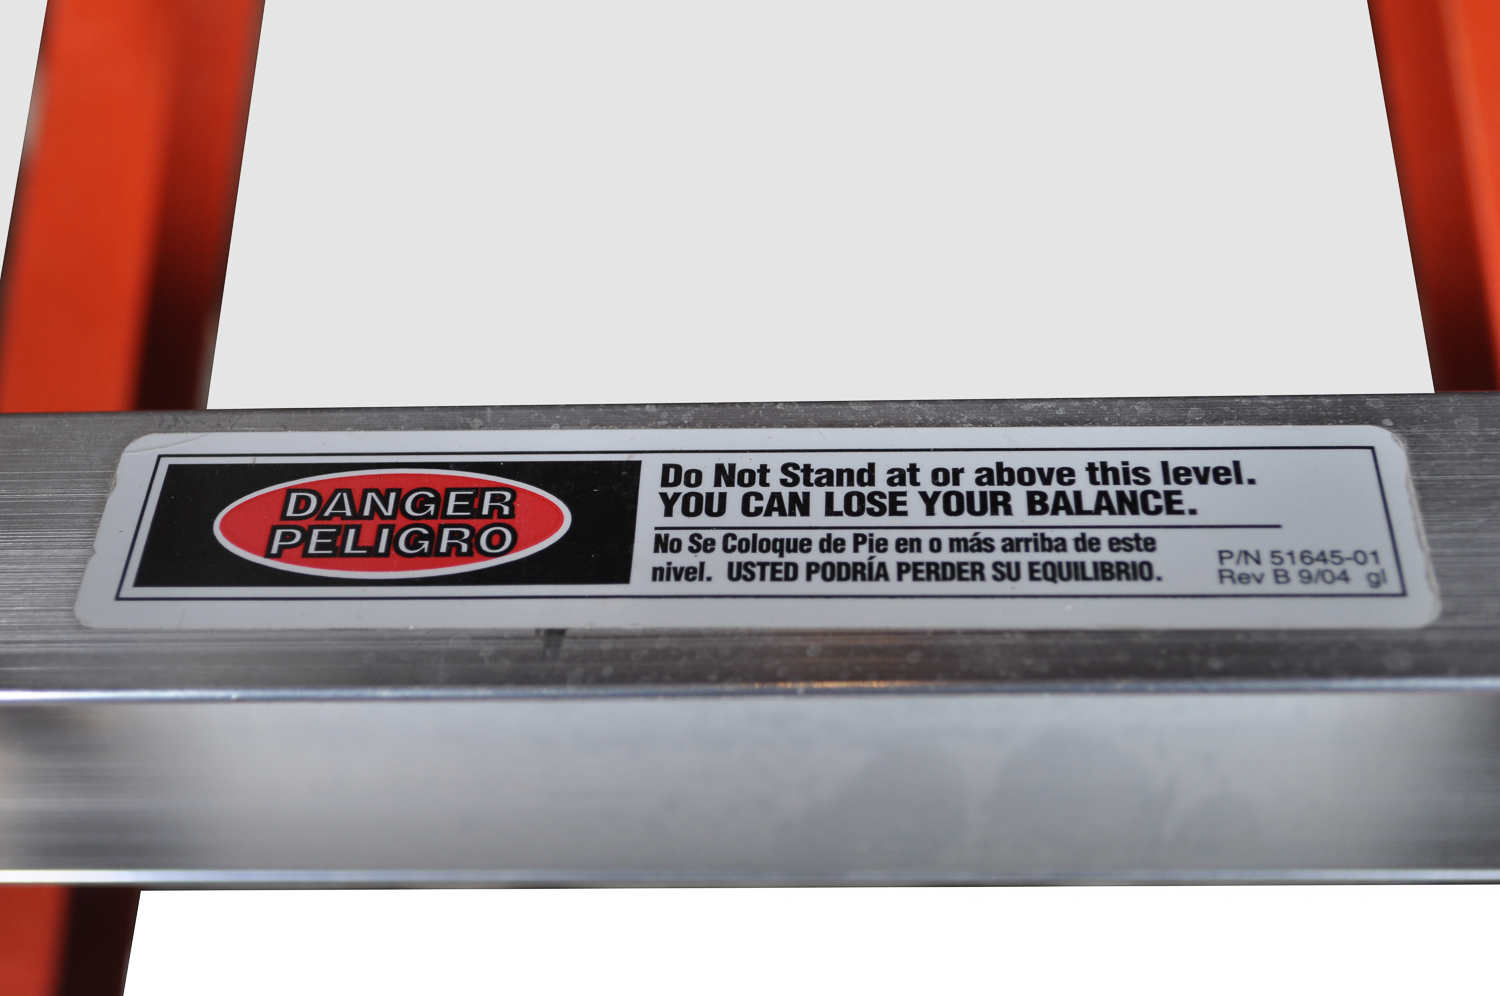 DANGER
PELIGRO
Do Not Stand at or above this level.
YOU CAN LOSE YOUR BALANCE.
No Se Coloque de Pie en o más arriba de este
nivel. USTED PODRÍA PERDER SU EQUILIBRIO.
P/N 51645-01
Rev B 9/04 gl